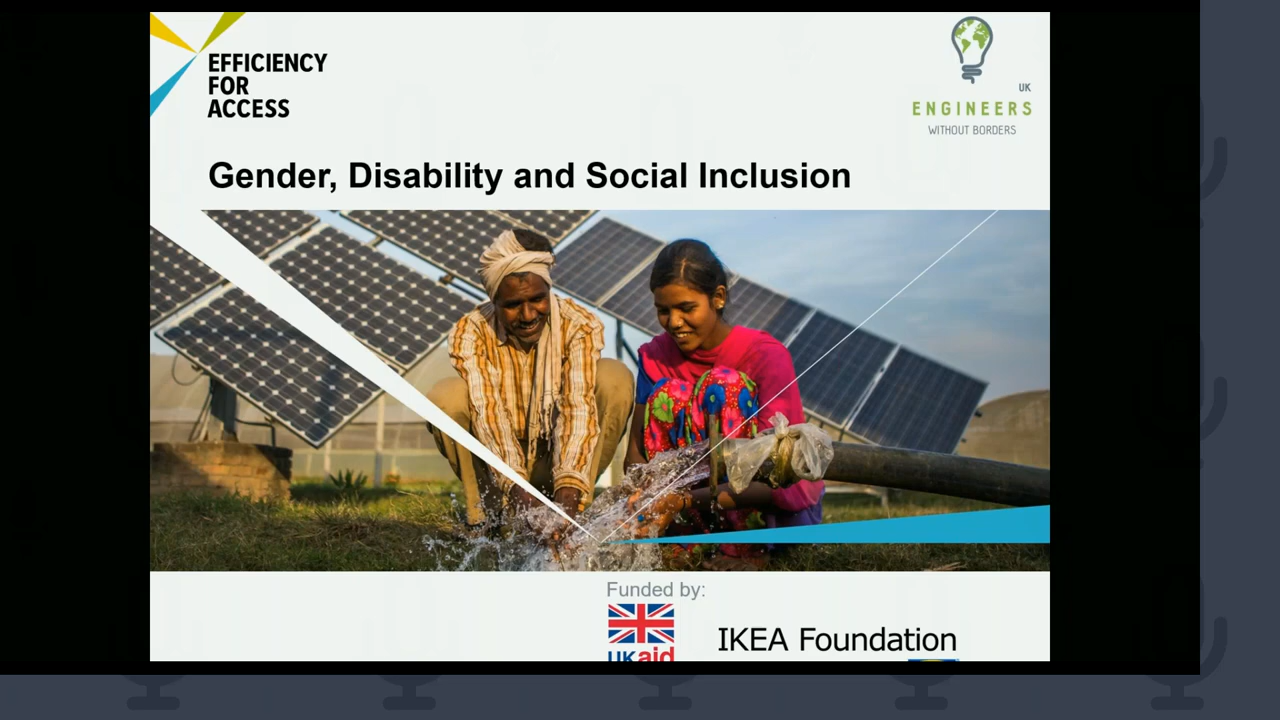 EFFICIENCY
FOR
ACCESS
UK
ENGINEERS
WITHOUT BORDERS
Gender, Disability and Social Inclusion
Funded by:
UKaid
IKEA Foundation